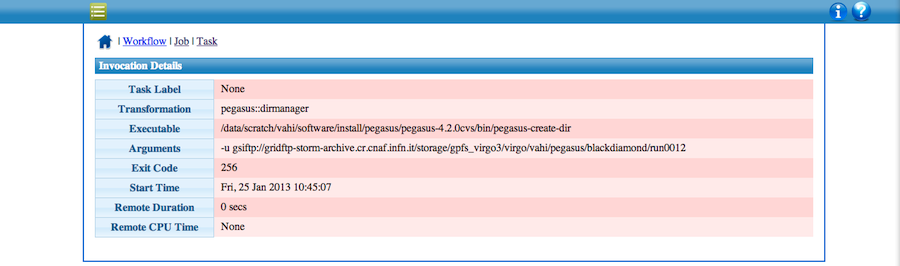 | Workflow | Job | Task
Invocation Details
Task Label None
Transformation pegasus::dirmanager
Executable /data/scratch/vahi/software/install/pegasus/pegasus-4.2.0cvs/bin/pegasus-create-dir
Arguments -u gsiftp://gridftp-storm-archive.cr.cnaf.infn.it/storage/gpfs_virgo3/virgo/vahi/pegasus/blackdiamond/run0012
Exit Code 256
Start Time Fri, 25 Jan 2013 10:45:07
Remote Duration 0 secs
Remote CPU Time None